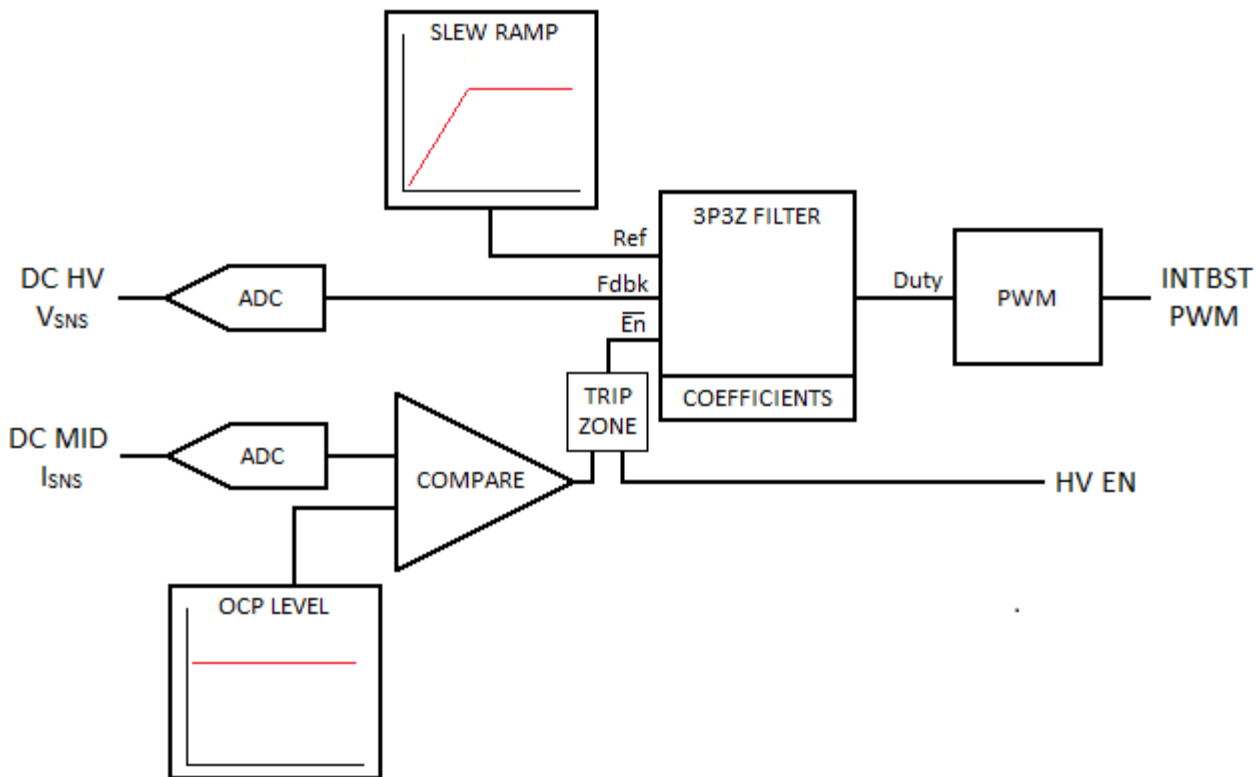 SLEW RAMP
3P3Z FILTER
Ref
DC HV
VSNS
ADC
Fdbk
Duty
PWM
INTBST
PWM
En
TRIP
ZONE
COEFFICIENTS
DC MID
ISNS
ADC
COMPARE
HV EN
OCP LEVEL